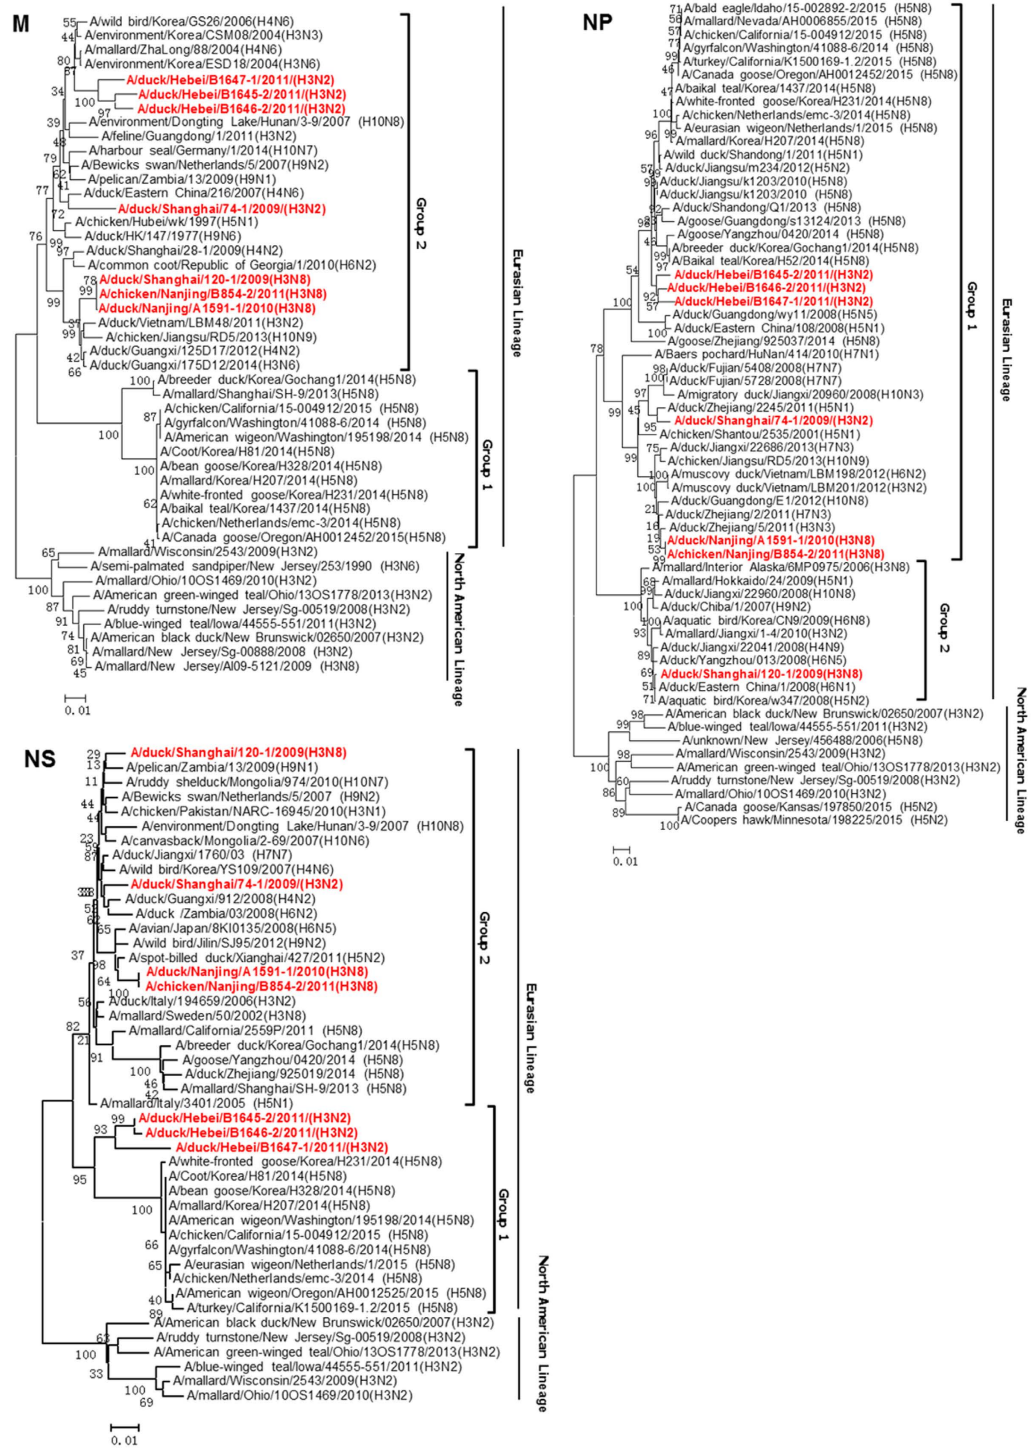 M
A/wild bird/Korea/GS26/2006(H4N6)
A/environment/Korea/CSM08/2004(H3N3)
A/mallard/ZhaLong/88/2004(H4N6)
A/environment/Korea/ESD18/2004(H3N6)
A/duck/Hebei/B1647-1/2011/(H3N2)
A/duck/Hebei/B1645-2/2011/(H3N2)
A/duck/Hebei/B1646-2/2011/(H3N2)
A/environment/Dongting Lake/Hunan/3-9/2007 (H10N8)
A/feline/Guangdong/1/2011(H3N2)
A/harbour seal/Germany/1/2014(H10N7)
A/Bewicks swan/Netherlands/5/2007(H9N2)
A/pelican/Zambia/13/2009(H9N1)
A/duck/Eastern China/216/2007(H4N6)
A/duck/Shanghai/74-1/2009/(H3N2)
A/chicken/Hubei/wk/1997(H5N1)
A/duck/HK/147/1977(H9N6)
A/duck/Shanghai/28-1/2009(H4N2)
A/common coot/Republic of Georgia/1/2010(H6N2)
A/duck/Shanghai/120-1/2009(H3N8)
A/chicken/Nanjing/B854-2/2011(H3N8)
A/duck/Nanjing/A1591-1/2010(H3N8)
A/duck/Vietnam/LBM48/2011(H3N2)
A/chicken/Jiangsu/RD5/2013(H10N9)
A/duck/Guangxi/125D17/2012(H4N2)
A/duck/Guangxi/175D12/2014(H3N6)
A/breeder duck/Korea/Gochang1/2014(H5N8)
A/mallard/Shanghai/SH-9/2013(H5N8)
A/chicken/California/15-004912/2015 (H5N8)
A/gyrfalcon/Washington/41088-6/2014 (H5N8)
A/American wigeon/Washington/195198/2014 (H5N8)
A/Coot/Korea/H81/2014(H5N8)
A/bean goose/Korea/H328/2014(H5N8)
A/mallard/Korea/H207/2014(H5N8)
A/white-fronted goose/Korea/H231/2014(H5N8)
A/baikal teal/Korea/1437/2014(H5N8)
A/chicken/Netherlands/emc-3/2014(H5N8)
A/Canada goose/Oregon/AH0012452/2015(H5N8)
A/mallard/Wisconsin/2543/2009(H3N2)
A/semi-palmated sandpiper/New Jersey/253/1990 (H3N6)
A/mallard/Ohio/10OS1469/2010(H3N2)
A/American green-winged teal/Ohio/13OS1778/2013(H3N2)
A/ruddy turnstone/New Jersey/Sg-00519/2008(H3N2)
A/blue-winged teal/Iowa/44555-551/2011(H3N2)
A/American black duck/New Brunswick/02650/2007(H3N2)
A/mallard/New Jersey/Sg-00888/2008 (H3N2)
A/mallard/New Jersey/Al09-5121/2009 (H3N8)
Group 2
Group 1
Eurasian Lineage
North American Lineage
0.01
NP
A/bald eagle/Idaho/15-002892-2/2015 (H5N8)
A/mallard/Nevada/AH0006855/2015 (H5N8)
A/chicken/California/15-004912/2015 (H5N8)
A/gyrfalcon/Washington/41088-6/2014 (H5N8)
A/turkey/California/K1500169-1.2/2015 (H5N8)
A/Canada goose/Oregon/AH0012452/2015 (H5N8)
A/baikal teal/Korea/1437/2014 (H5N8)
A/white-fronted goose/Korea/H231/2014 (H5N8)
A/chicken/Netherlands/emc-3/2014(H5N8)
A/eurasian wigeon/Netherlands/1/2015 (H5N8)
A/mallard/Korea/H207/2014(H5N8)
A/wild duck/Shandong/1/2011(H5N1)
A/duck/Jiangsu/m234/2012(H5N2)
A/duck/Jiangsu/k1203/2010(H5N8)
A/duck/Jiangsu/k1203/2010 (H5N8)
A/duck/Shandong/Q1/2013 (H5N8)
A/goose/Guangdong/s13124/2013 (H5N8)
A/goose/Yangzhou/0420/2014 (H5N8)
A/breeder duck/Korea/Gochang1/2014(H5N8)
A/Baikal teal/Korea/H52/2014(H5N8)
A/duck/Hebei/B1645-2/2011/(H3N2)
A/duck/Hebei/B1646-2/2011/(H3N2)
A/duck/Hebei/B1647-1/2011/(H3N2)
A/duck/Guangdong/wy11/2008(H5N5)
A/duck/Eastern China/108/2008(H5N1)
A/goose/Zhejiang/925037/2014 (H5N8)
A/Baers pochard/HuNan/414/2010(H7N1)
A/duck/Fujian/5408/2008(H7N7)
A/duck/Fujian/5728/2008(H7N7)
A/migratory duck/Jiangxi/20960/2008(H10N3)
A/duck/Zhejiang/2245/2011(H5N1)
A/duck/Shanghai/74-1/2009/(H3N2)
A/chicken/Shantou/2535/2001(H5N1)
A/duck/Jiangxi/22686/2013(H7N3)
A/chicken/Jiangsu/RD5/2013(H10N9)
A/muscovy duck/Vietnam/LBM198/2012(H6N2)
A/muscovy duck/Vietnam/LBM201/2012(H3N2)
A/duck/Guangdong/E1/2012(H10N8)
A/duck/Zhejiang/2/2011(H7N3)
A/duck/Zhejiang/5/2011(H3N3)
A/duck/Nanjing/A1591-1/2010(H3N8)
A/chicken/Nanjing/B854-2/2011(H3N8)
A/mallard/Interior Alaska/6MP0975/2006(H3N8)
A/mallard/Hokkaido/24/2009(H5N1)
A/duck/Jiangxi/22960/2008(H10N8)
A/duck/Chiba/1/2007(H9N2)
A/aquatic bird/Korea/CN9/2009(H6N8)
A/mallard/Jiangxi/1-4/2010(H3N2)
A/duck/Jiangxi/22041/2008(H4N9)
A/duck/Yangzhou/013/2008(H6N5)
A/duck/Shanghai/120-1/2009(H3N8)
A/duck/Eastern China/1/2008(H6N1)
A/aquatic bird/Korea/w347/2008(H5N2)
A/American black duck/New Brunswick/02650/2007(H3N2)
A/blue-winged teal/Iowa/44555-551/2011(H3N2)
A/unknown/New Jersey/456488/2006(H5N8)
A/mallard/Wisconsin/2543/2009(H3N2)
A/American green-winged teal/Ohio/13OS1778/2013(H3N2)
A/ruddy turnstone/New Jersey/Sg-00519/2008(H3N2)
A/mallard/Ohio/10OS1469/2010(H3N2)
A/Canada goose/Kansas/197850/2015 (H5N2)
A/Coopers hawk/Minnesota/198225/2015 (H5N2)
Group 1
Group 2
Eurasian Lineage
North American Lineage
0.01
NS
A/duck/Shanghai/120-1/2009(H3N8)
A/pelican/Zambia/13/2009(H9N1)
A/ruddy shelduck/Mongolia/974/2010(H10N7)
A/Bewicks swan/Netherlands/5/2007 (H9N2)
A/chicken/Pakistan/NARC-16945/2010(H3N1)
A/environment/Dongting Lake/Hunan/3-9/2007 (H10N8)
A/canvasback/Mongolia/2-69/2007(H10N6)
A/duck/Jiangxi/1760/03 (H7N7)
A/wild bird/Korea/YS109/2007(H4N6)
A/duck/Shanghai/74-1/2009/(H3N2)
A/duck/Guangxi/912/2008(H4N2)
A/duck /Zambia/03/2008(H6N2)
A/avian/Japan/8KI0135/2008(H6N5)
A/wild bird/Jilin/SJ95/2012(H9N2)
A/spot-billed duck/Xianghai/427/2011(H5N2)
A/duck/Nanjing/A1591-1/2010(H3N8)
A/chicken/Nanjing/B854-2/2011(H3N8)
A/duck/Italy/194659/2006(H3N2)
A/mallard/Sweden/50/2002(H3N8)
A/mallard/California/2559P/2011 (H5N8)
A/breeder duck/Korea/Gochang1/2014(H5N8)
A/goose/Yangzhou/0420/2014 (H5N8)
A/duck/Zhejiang/925019/2014 (H5N8)
A/mallard/Shanghai/SH-9/2013 (H5N8)
A/mallard/Italy/3401/2005 (H5N1)
A/duck/Hebei/B1645-2/2011/(H3N2)
A/duck/Hebei/B1646-2/2011/(H3N2)
A/duck/Hebei/B1647-1/2011/(H3N2)
A/white-fronted goose/Korea/H231/2014(H5N8)
A/Coot/Korea/H81/2014(H5N8)
A/bean goose/Korea/H328/2014(H5N8)
A/mallard/Korea/H207/2014(H5N8)
A/American wigeon/Washington/195198/2014(H5N8)
A/chicken/California/15-004912/2015 (H5N8)
A/gyrfalcon/Washington/41088-6/2014(H5N8)
A/eurasian wigeon/Netherlands/1/2015 (H5N8)
A/chicken/Netherlands/emc-3/2014 (H5N8)
A/American wigeon/Oregon/AH0012525/2015 (H5N8)
A/turkey/California/K1500169-1.2/2015 (H5N8)
A/American black duck/New Brunswick/02650/2007(H3N2)
A/ruddy turnstone/New Jersey/Sg-00519/2008(H3N2)
A/American green-winged teal/Ohio/13OS1778/2013(H3N2)
A/blue-winged teal/Iowa/44555-551/2011(H3N2)
A/mallard/Wisconsin/2543/2009(H3N2)
A/mallard/Ohio/10OS1469/2010(H3N2)
Group 2
Group 1
Eurasian Lineage
North American Lineage
0.01